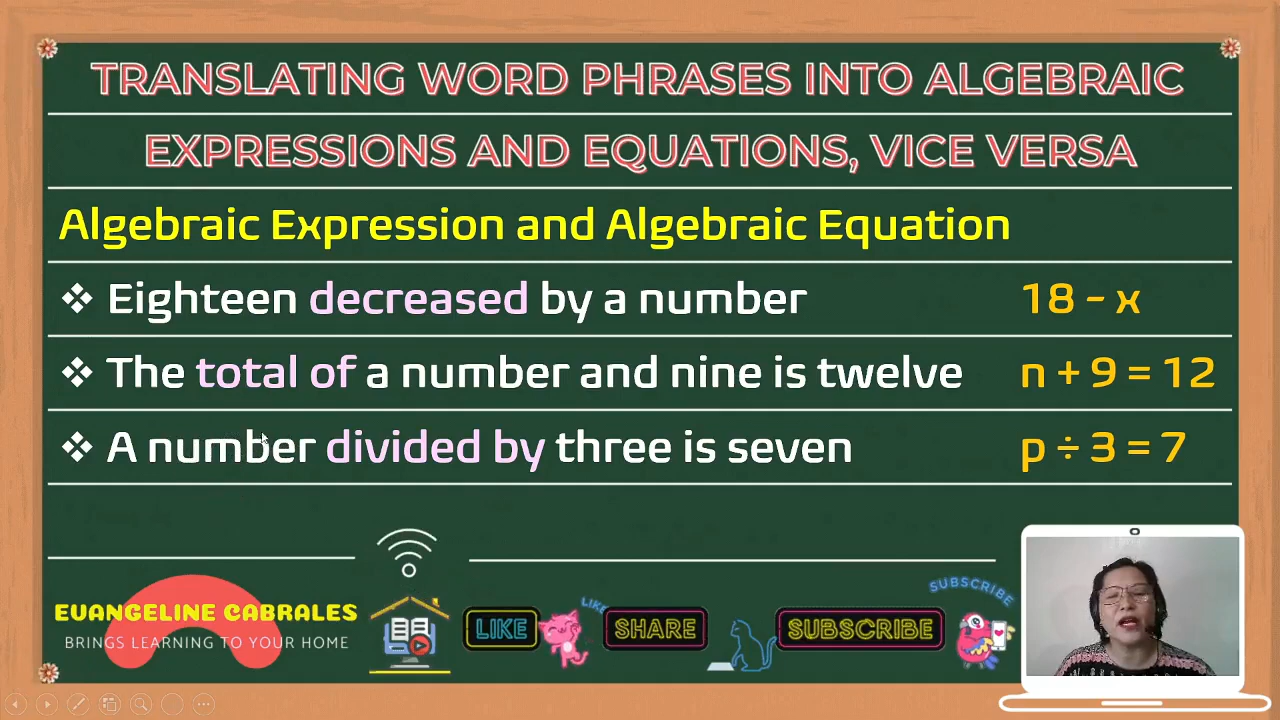 TRANSLATING WORD PHRASES INTO ALGEBRAIC
EXPRESSIONS AND EQUATIONS, VICE VERSA
Algebraic Expression and Algebraic Equation
❖ Eighteen decreased by a number 18 - x
❖ The total of a number and nine is twelve n + 9 = 12
❖ A number divided by three is seven p ÷ 3 = 7
EVANGELINE CABRALES
BRINGS LEARNING TO YOUR HOME
LIKE
LIKE
SHARE
SUBSCRIBE
SUBSCRIBE